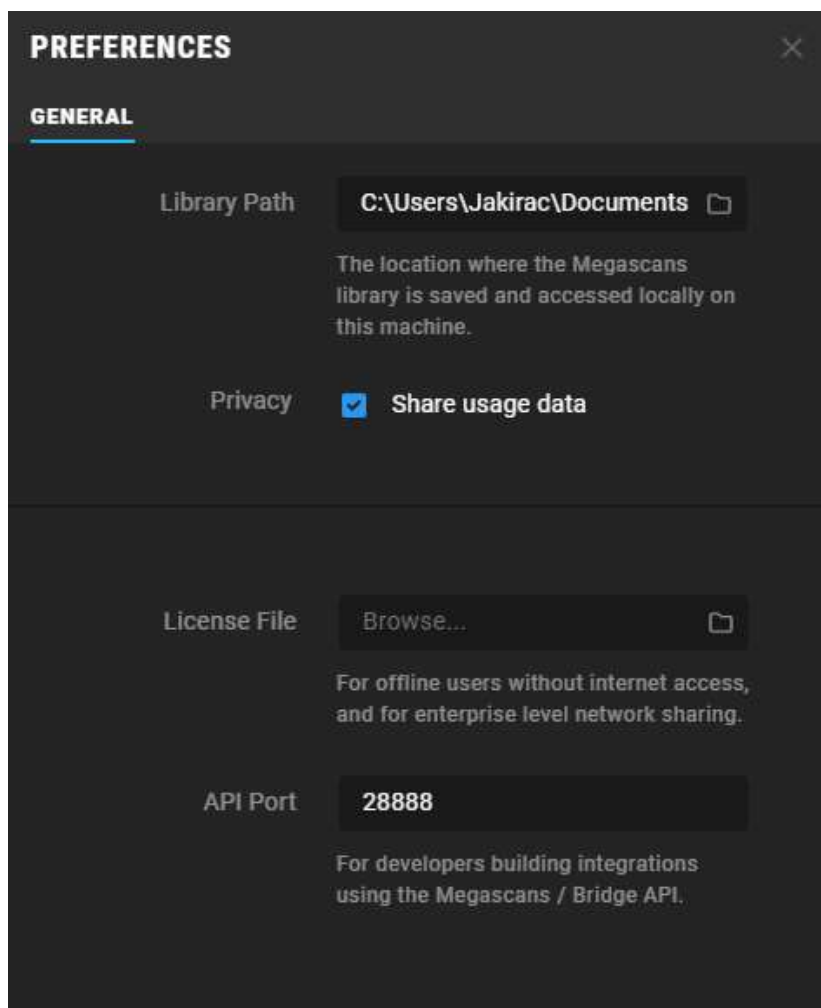 PREFERENCES
GENERAL
Library Path
C:\Users\Jakirac\Documents
The location where the Megascans
library is saved and accessed locally on
this machine.
Privacy
Share usage data
License File
Browse...
For offline users without internet access,
and for enterprise level network sharing.
API Port
28888
For developers building integrations
using the Megascans / Bridge API.